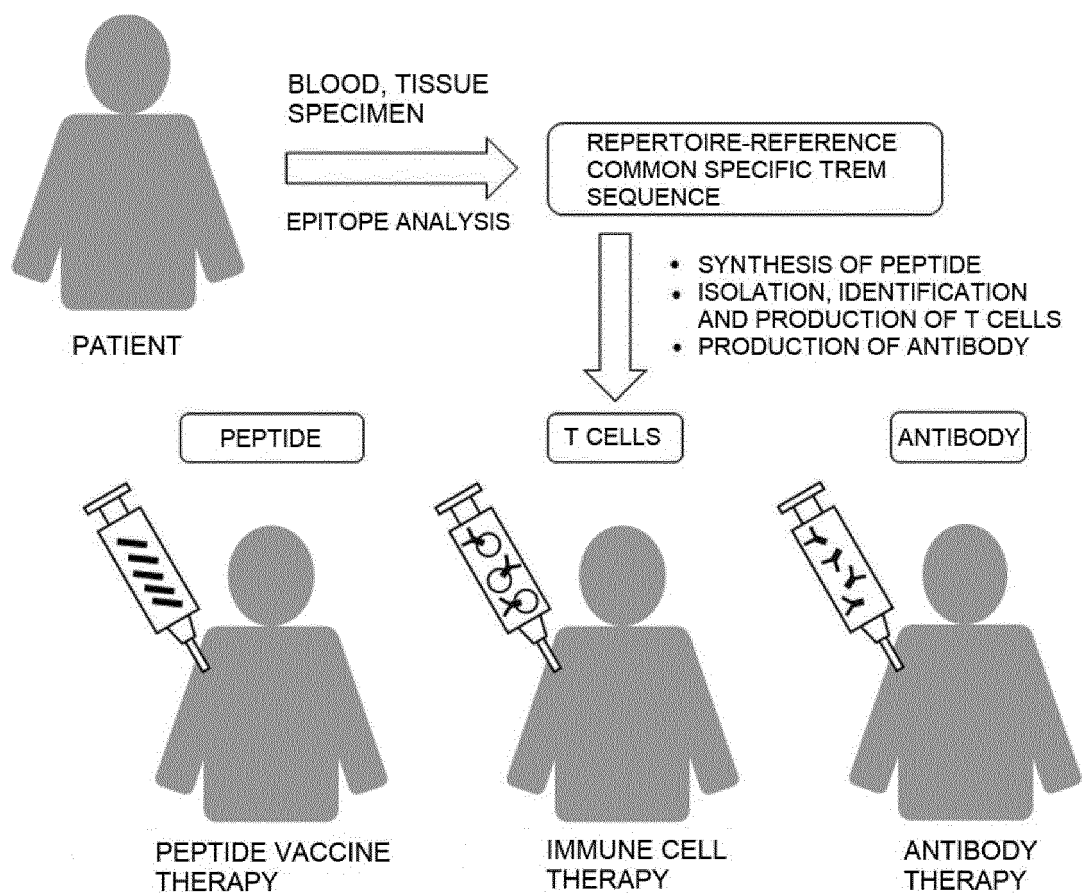 BLOOD, TISSUE
SPECIMEN
EPITOPE ANALYSIS
REPERTOIRE-REFERENCE
COMMON SPECIFIC TREM
SEQUENCE
PATIENT
• SYNTHESIS OF PEPTIDE
• ISOLATION, IDENTIFICATION
AND PRODUCTION OF T CELLS
• PRODUCTION OF ANTIBODY
PEPTIDE
T CELLS
ANTIBODY
PEPTIDE VACCINE
THERAPY
IMMUNE CELL
THERAPY
ANTIBODY
THERAPY